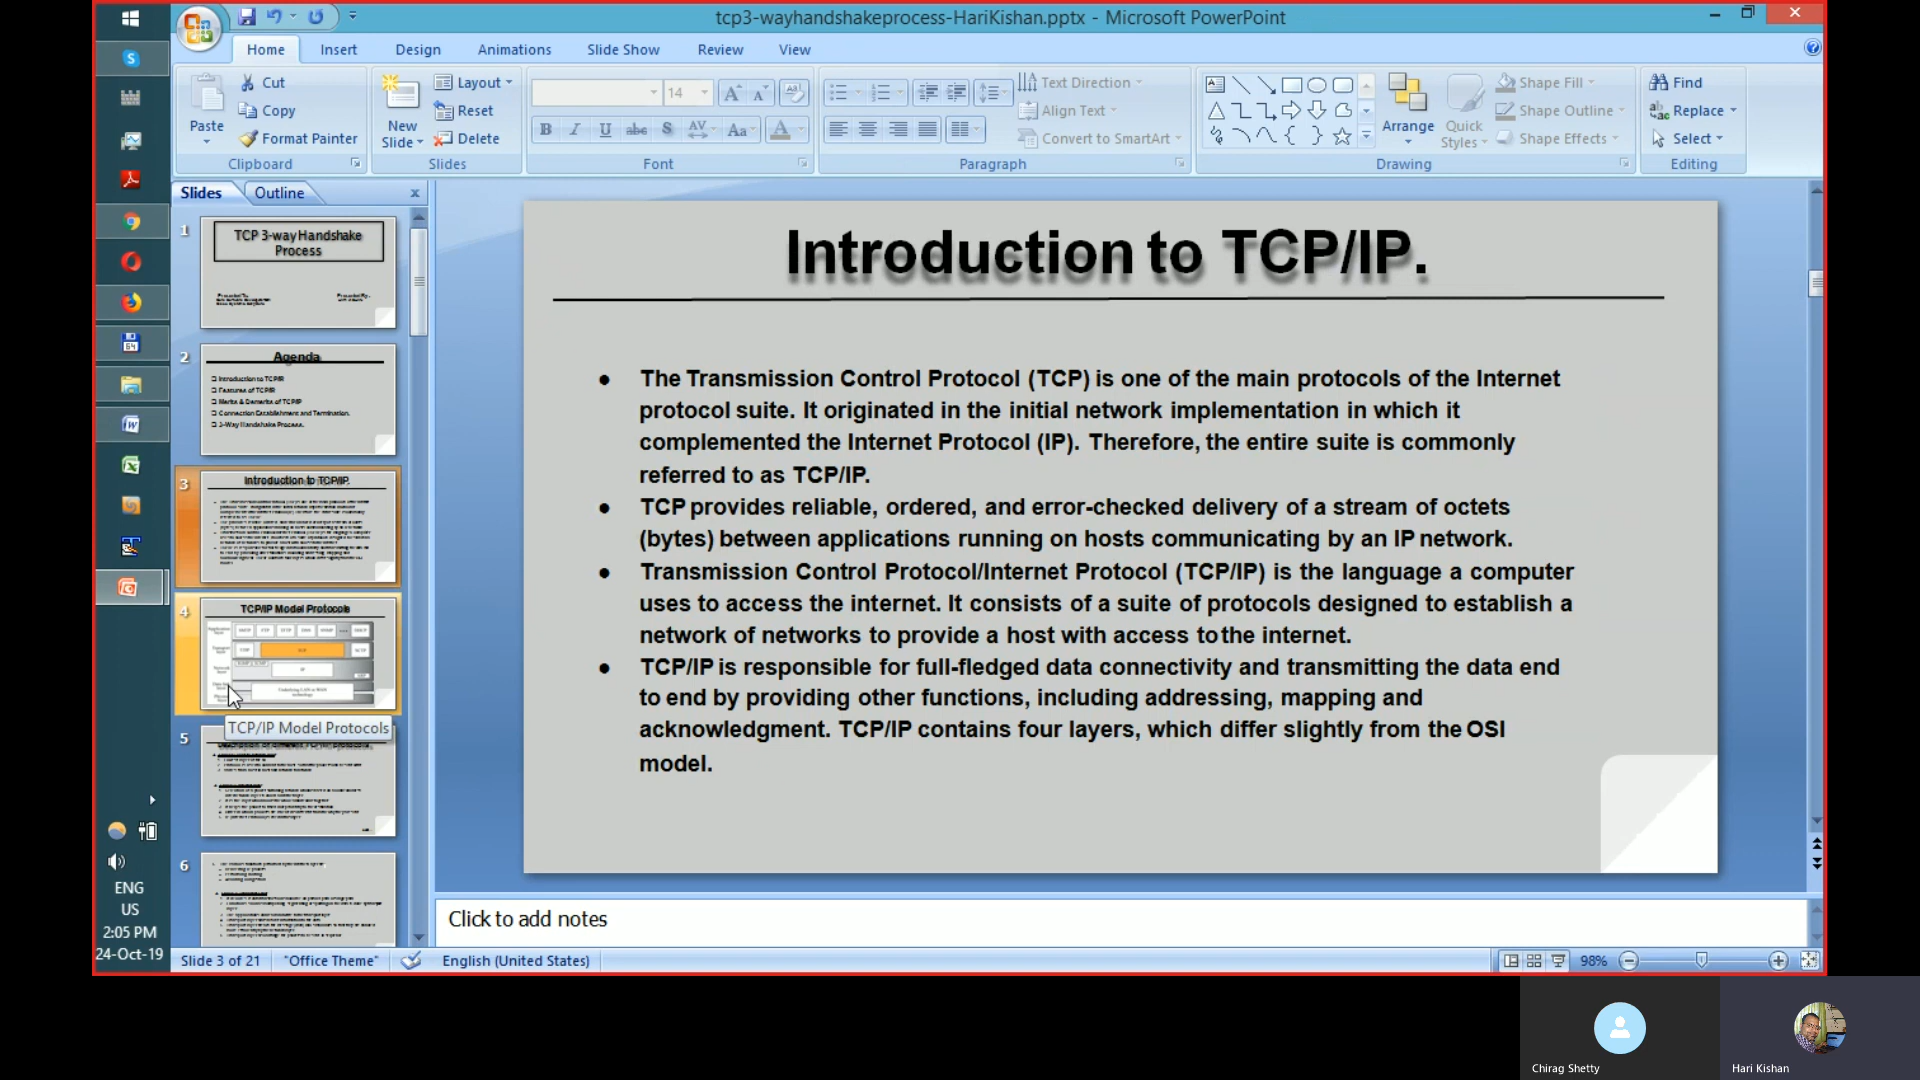 tcp3-wayhandshakeprocess-HariKishan.pptx - Microsoft PowerPoint
Home Insert Design Animations Slide Show Review View
Paste
Cut
Copy
Format Painter
Clipboard
New Slide
Layout
Reset
Delete
Slides
14
Font
Text Direction
Align Text
Convert to SmartArt
Paragraph
Arrange
Quick Styles
Shape Fill
Shape Outline
Shape Effects
Drawing
Find
Replace
Select
Editing
Slides Outline
1
TCP 3-way Handshake
Process
2
Agenda
Introduction to TCP/IP.
Features of TCP/IP.
Merits & Demerits of TCP/IP
Connection Establishment and Termination.
3-Way Handshake Process.
3
Introduction to TCP/IP.
4
TCP/IP Model Protocols
TCP/IP Model Protocols
5
6
Introduction to TCP/IP.
● The Transmission Control Protocol (TCP) is one of the main protocols of the Internet
protocol suite. It originated in the initial network implementation in which it
complemented the Internet Protocol (IP). Therefore, the entire suite is commonly
referred to as TCP/IP.
● TCP provides reliable, ordered, and error-checked delivery of a stream of octets
(bytes) between applications running on hosts communicating by an IP network.
● Transmission Control Protocol/Internet Protocol (TCP/IP) is the language a computer
uses to access the internet. It consists of a suite of protocols designed to establish a
network of networks to provide a host with access to the internet.
● TCP/IP is responsible for full-fledged data connectivity and transmitting the data end
to end by providing other functions, including addressing, mapping and
acknowledgment. TCP/IP contains four layers, which differ slightly from the OSI
model.
Click to add notes
ENG
US
2:05 PM
24-Oct-19
Slide 3 of 21 "Office Theme" English (United States) 98%
Chirag Shetty
Hari Kishan